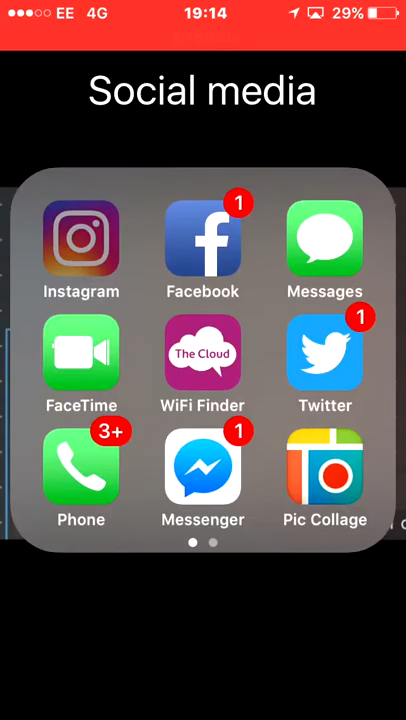 EE 4G 19:14 29%
Social media
1
Instagram Facebook Messages
The Cloud
1
FaceTime WiFi Finder Twitter
3+ 1
Phone Messenger Pic Collage